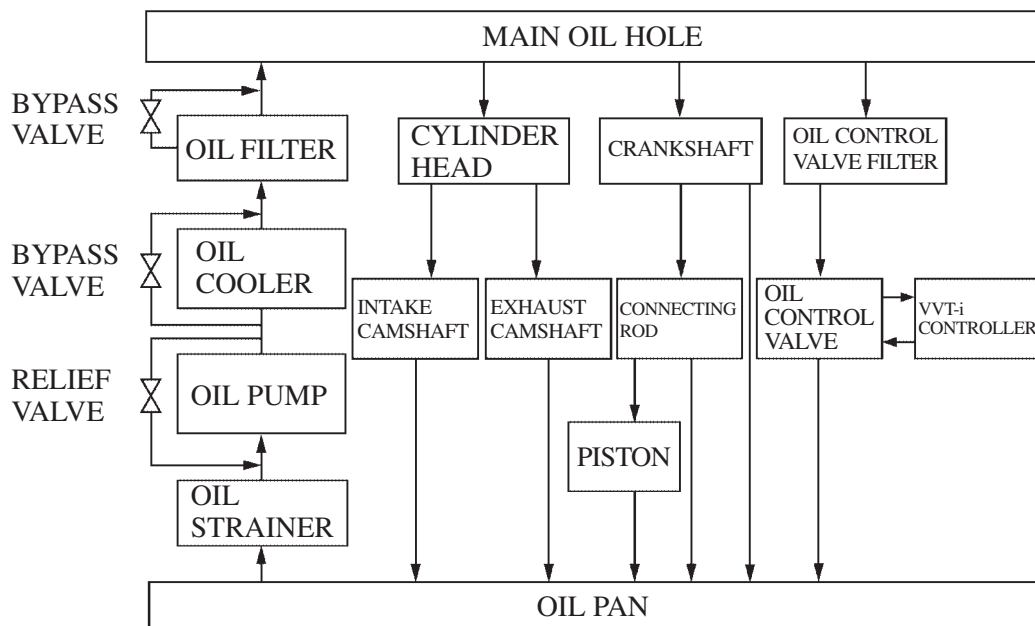 MAIN OIL HOLE
BYPASS
VALVE
OIL FILTER
CYLINDER
HEAD
CRANKSHAFT
OIL CONTROL
VALVE FILTER
BYPASS
VALVE
OIL
COOLER
INTAKE
CAMSHAFT
EXHAUST
CAMSHAFT
CONNECTING
ROD
OIL
CONTROL
VALVE
VVT-i
CONTROLLER
RELIEF
VALVE
OIL PUMP
PISTON
OIL
STRAINER
OIL PAN